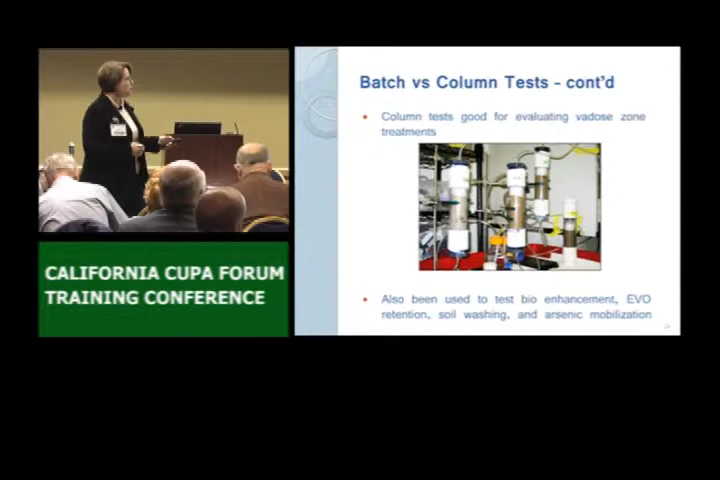 Batch vs Column Tests - cont'd
• Column tests good for evaluating vadose zone
treatments
• Also been used to test bio enhancement, EVO
retention, soil washing, and arsenic mobilization
CALIFORNIA CUPA FORUM
TRAINING CONFERENCE